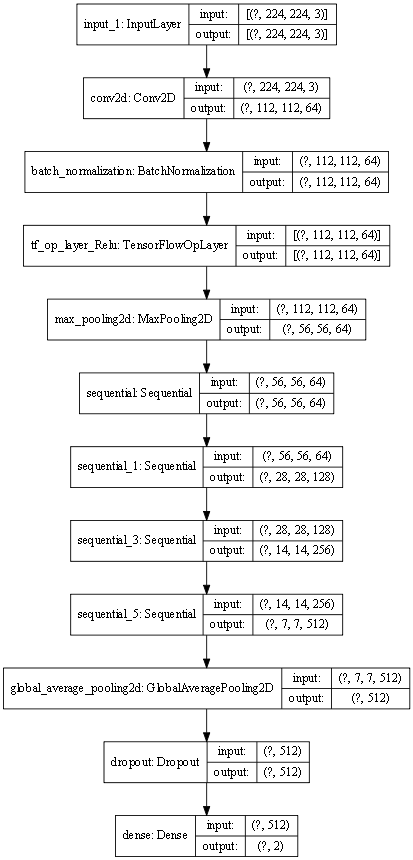 input_1: InputLayer
input: [(?, 224, 224, 3)]
output: [(?, 224, 224, 3)]
conv2d: Conv2D
input: (?, 224, 224, 3)
output: (?, 112, 112, 64)
batch_normalization: BatchNormalization
input: (?, 112, 112, 64)
output: (?, 112, 112, 64)
tf_op_layer_Relu: TensorFlowOpLayer
input: [(?, 112, 112, 64)]
output: [(?, 112, 112, 64)]
max_pooling2d: MaxPooling2D
input: (?, 112, 112, 64)
output: (?, 56, 56, 64)
sequential: Sequential
input: (?, 56, 56, 64)
output: (?, 56, 56, 64)
sequential_1: Sequential
input: (?, 56, 56, 64)
output: (?, 28, 28, 128)
sequential_3: Sequential
input: (?, 28, 28, 128)
output: (?, 14, 14, 256)
sequential_5: Sequential
input: (?, 14, 14, 256)
output: (?, 7, 7, 512)
global_average_pooling2d: GlobalAveragePooling2D
input: (?, 7, 7, 512)
output: (?, 512)
dropout: Dropout
input: (?, 512)
output: (?, 512)
dense: Dense
input: (?, 512)
output: (?, 2)